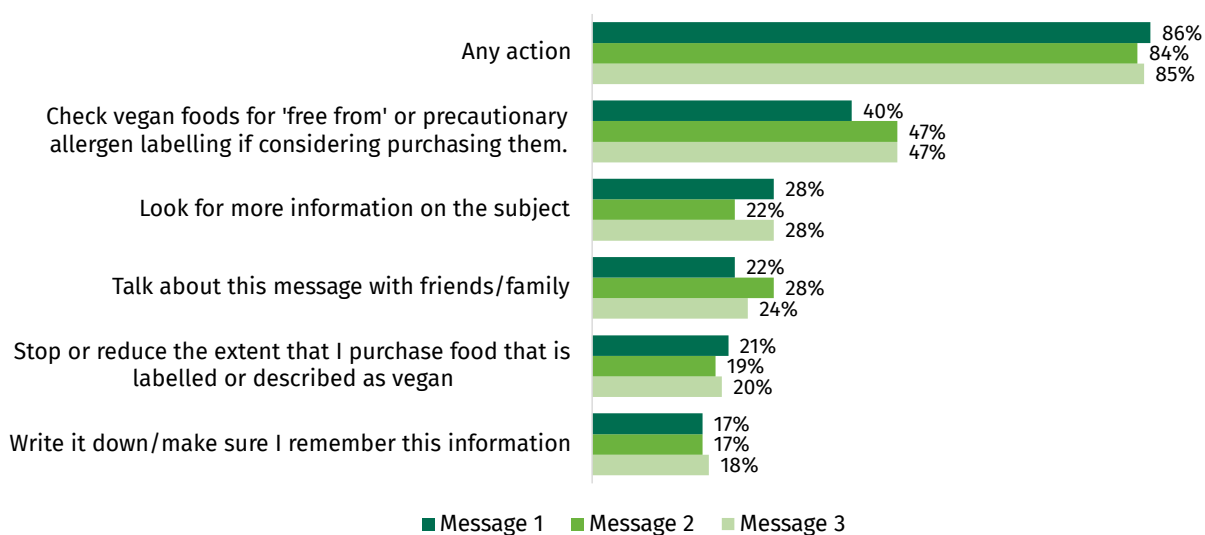 Any action
86%
84%
85%
Check vegan foods for 'free from' or precautionary
allergen labelling if considering purchasing them.
40%
47%
47%
Look for more information on the subject
28%
22%
28%
Talk about this message with friends/family
22%
28%
24%
Stop or reduce the extent that I purchase food that is
labelled or described as vegan
21%
19%
20%
Write it down/make sure I remember this information
17%
17%
18%
Message 1 Message 2 Message 3